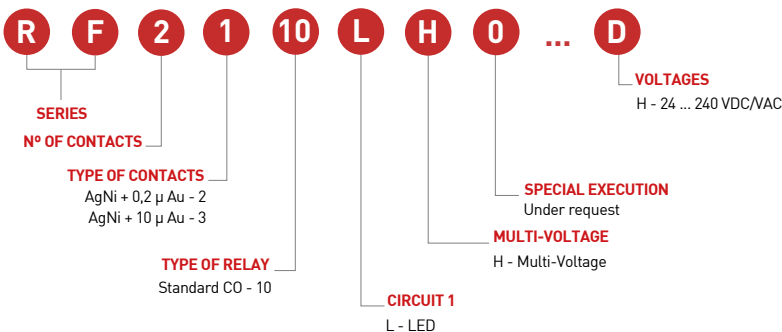 R F 2 1 10 L H 0 ... D
VOLTAGES
H - 24 ... 240 VDC/VAC
SERIES
Nº OF CONTACTS
TYPE OF CONTACTS
AgNi + 0,2 µ Au - 2
AgNi + 10 µ Au - 3
SPECIAL EXECUTION
Under request
MULTI-VOLTAGE
H - Multi-Voltage
TYPE OF RELAY
Standard CO - 10
CIRCUIT 1
L - LED